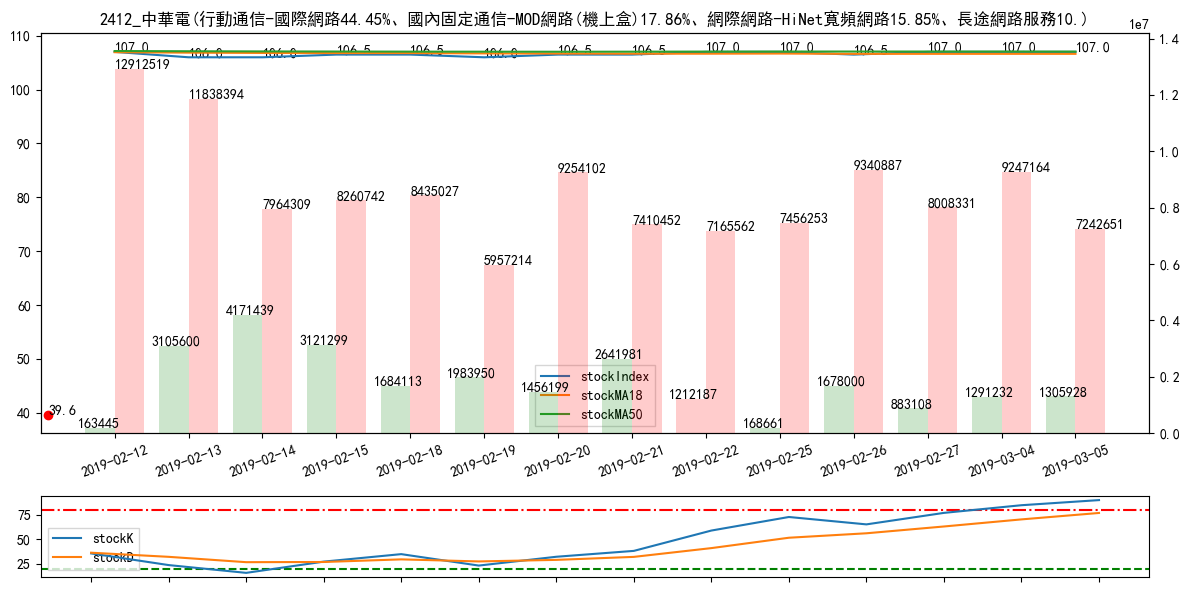 2412_中華電(行動通信-國際網路44.45%、國內固定通信-MOD網路(機上盒)17.86%、網際網路-HiNet寬頻網路15.85%、長途網路服務10.)
1e7
110
100
90
80
70
60
50
40
1.4
1.2
1.0
0.8
0.6
0.4
0.2
0.0
107.0 106.0 106.0 106.5 106.5 106.0 106.5 106.5 107.0 107.0 106.5 107.0 107.0 107.0
12912519 11838394 7964309 8260742 8435027 5957214 9254102 7410452 7165562 7456253 9340887 8008331 9247164 7242651
163445 3105600 4171439 3121299 1684113 1983950 1456199 2641981 1212187 168661 1678000 883108 1291232 1305928
39.6
stockIndex
stockMA18
stockMA50
2019-02-12 2019-02-13 2019-02-14 2019-02-15 2019-02-18 2019-02-19 2019-02-20 2019-02-21 2019-02-22 2019-02-25 2019-02-26 2019-02-27 2019-03-04 2019-03-05
75
50
25
stockK
stockD